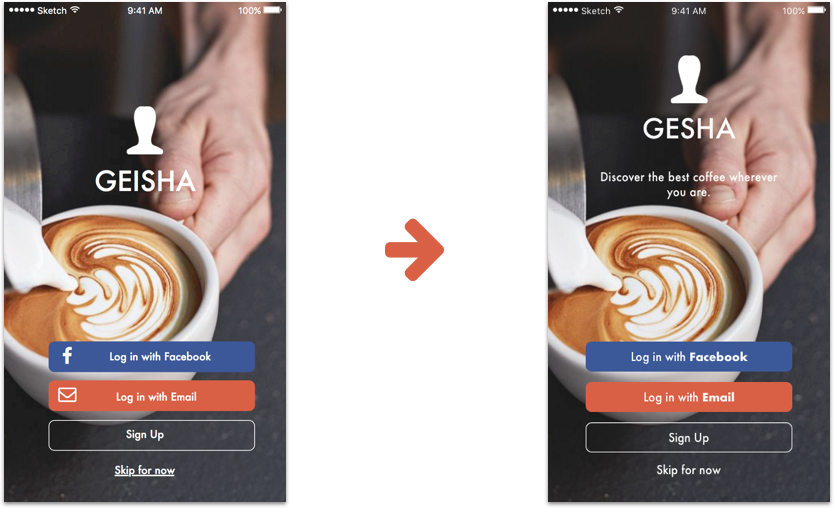 Sketch 9:41 AM 100%
GEISHA
Log in with Facebook
Log in with Email
Sign Up
Skip for now
Sketch 9:41 AM 100%
GESHA
Discover the best coffee wherever
you are.
Log in with Facebook
Log in with Email
Sign Up
Skip for now